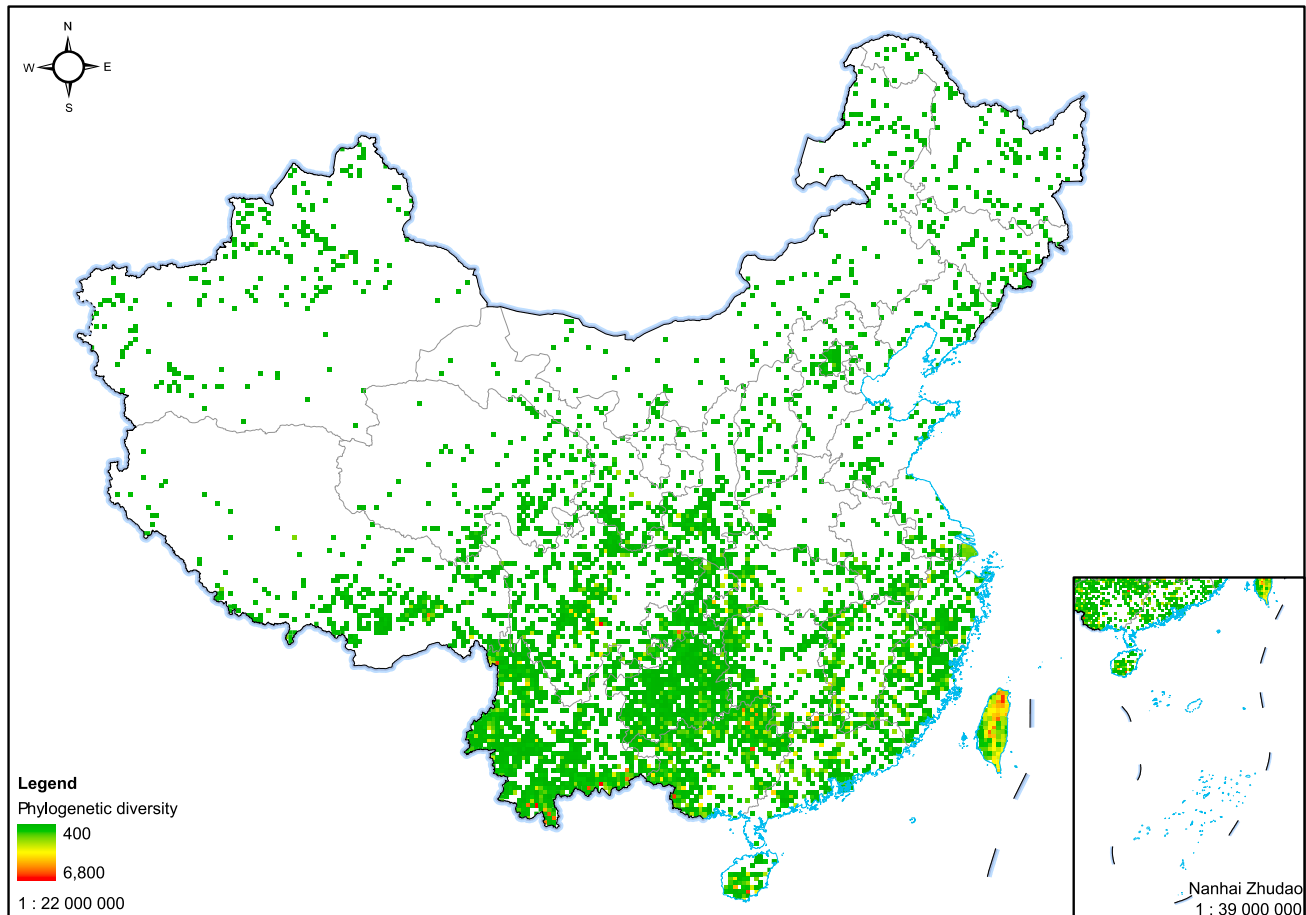 N
W E
S
Legend
Phylogenetic diversity
400
6,800
1 : 22 000 000
Nanhai Zhudao
1 : 39 000 000